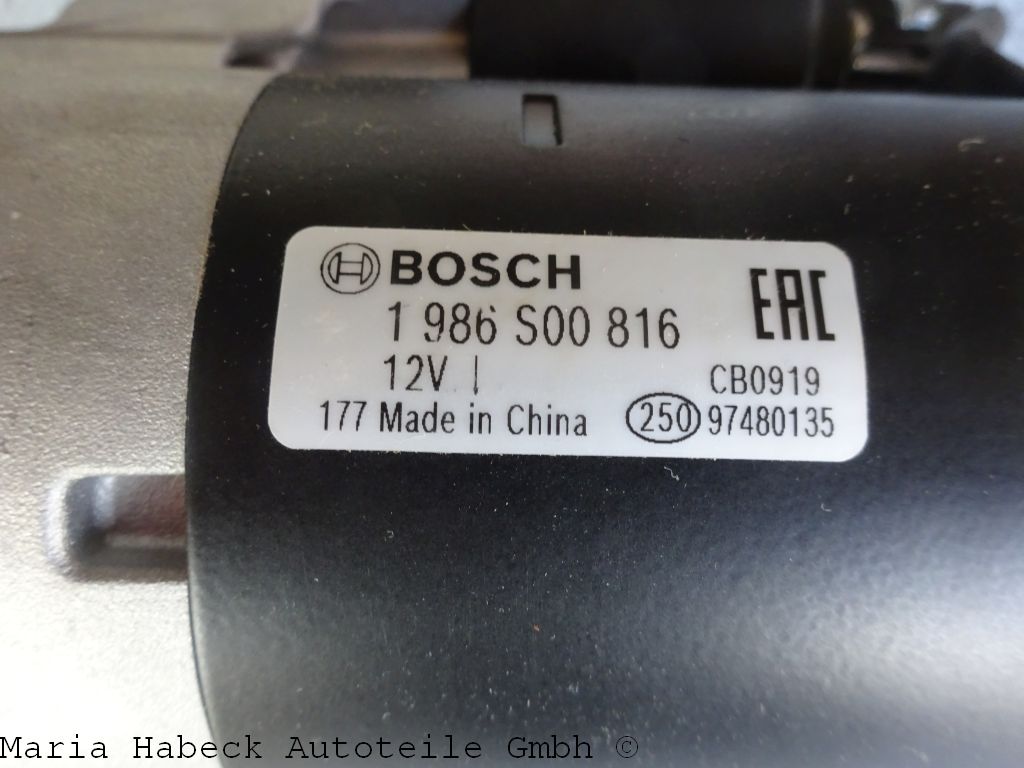 BOSCH
1 986 S00 816
EAC
12V
CB0919
177 Made in China
250 97480135
Maria Habeck Autoteile Gmbh ©